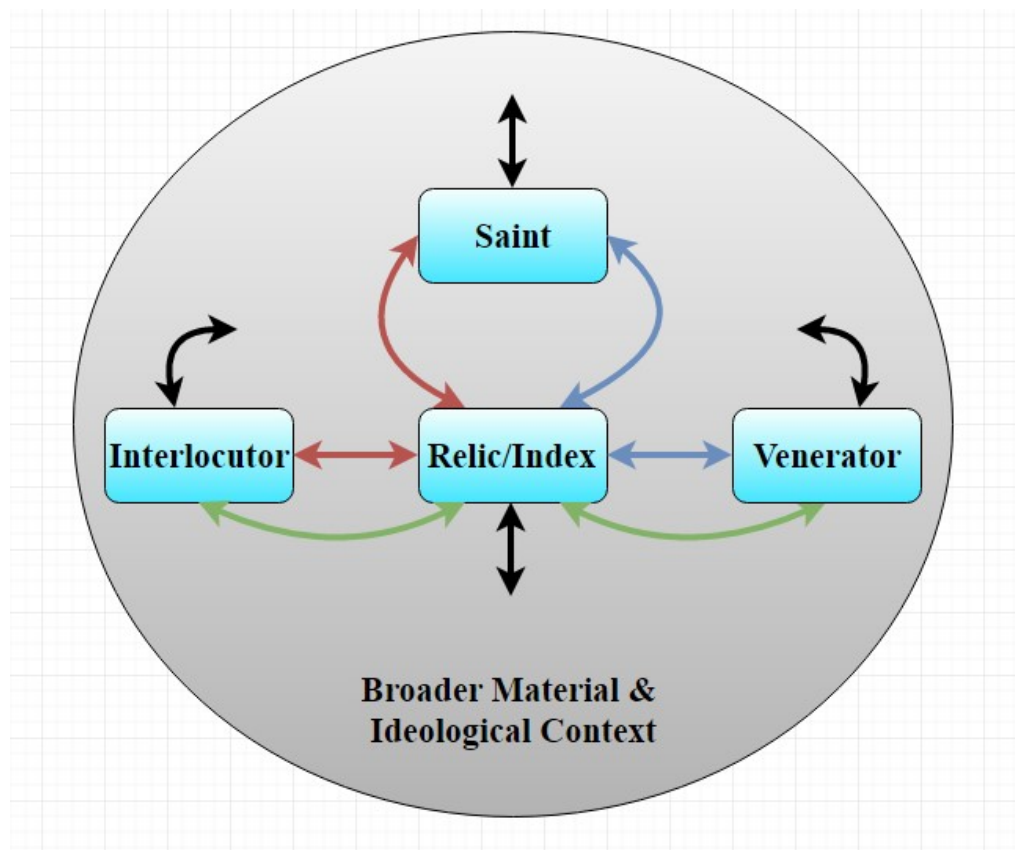 Saint
Interlocutor
Relic/Index
Venerator
Broader Material &
Ideological Context